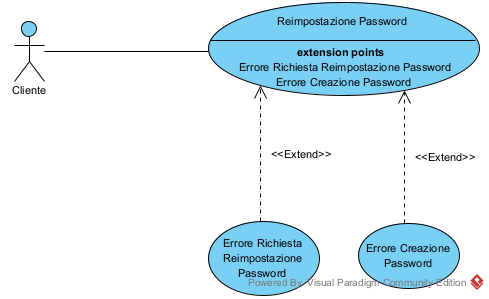 Reimpostazione Password
extension points
Errore Richiesta Reimpostazione Password
Errore Creazione Password
Cliente
<<Extend>>
<<Extend>>
Errore Richiesta
Reimpostazione
Password
Errore Creazione
Password
Powered By Visual Paradigm Community Edition